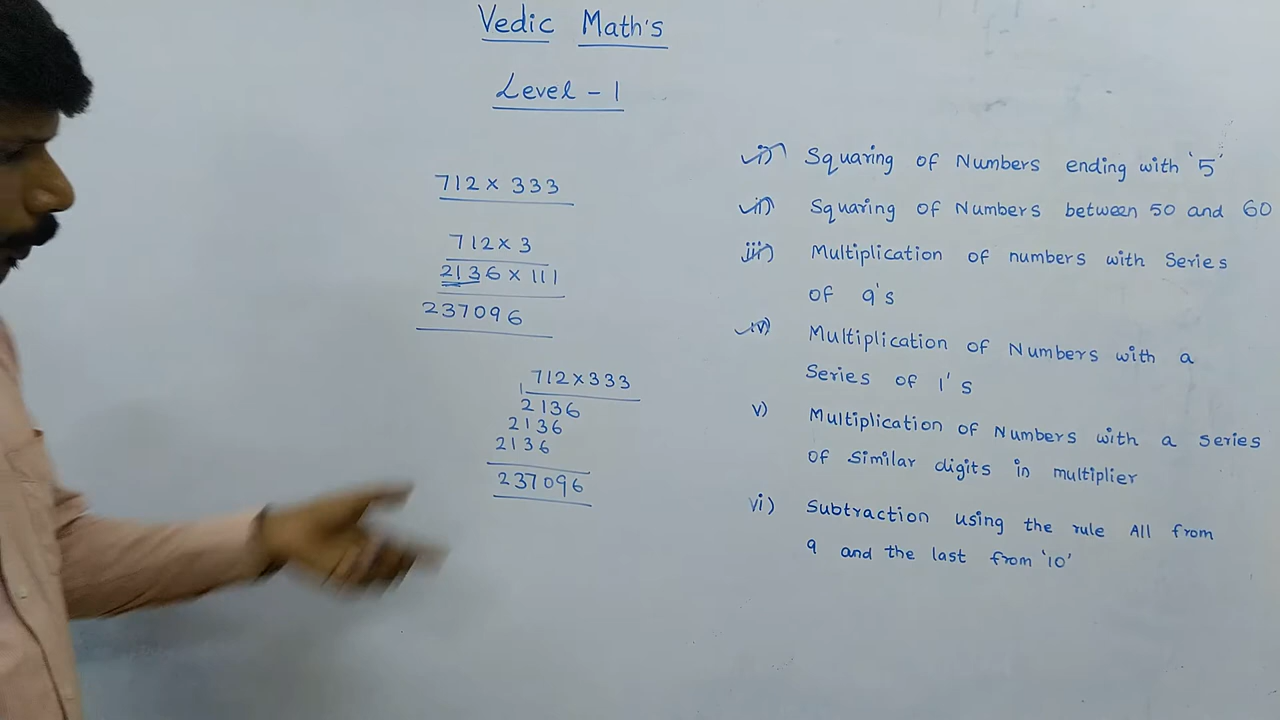 Vedic Math's
Level - 1
712 × 333
712 × 3
2136 × 111
237096
712×333
1
2136
2136
2136
237096
i) Squaring of Numbers ending with '5'
ii) Squaring of Numbers between 50 and 60
iii) Multiplication of numbers with Series
of 9's
iv) Multiplication of Numbers with a
Series of 1's
v) Multiplication of Numbers with a series
of similar digits in multiplier
vi) Subtraction using the rule All from
9 and the last from '10'